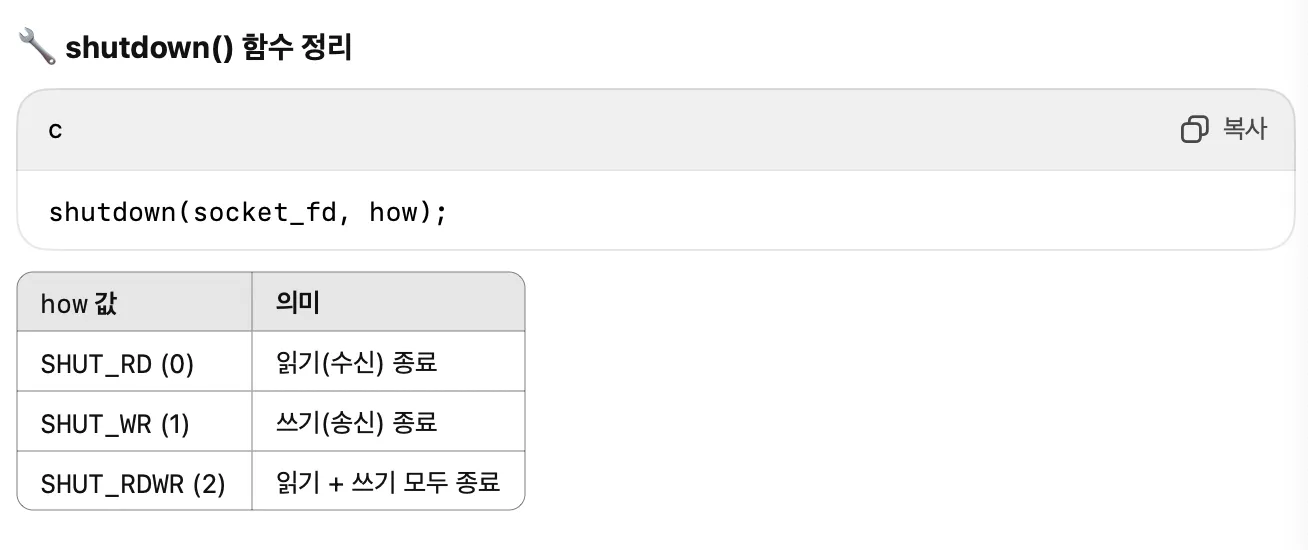 🔧 shutdown() 함수 정리
c
복사
shutdown(socket_fd, how);
how 값 의미
SHUT_RD (0) 읽기(수신) 종료
SHUT_WR (1) 쓰기(송신) 종료
SHUT_RDWR (2) 읽기 + 쓰기 모두 종료